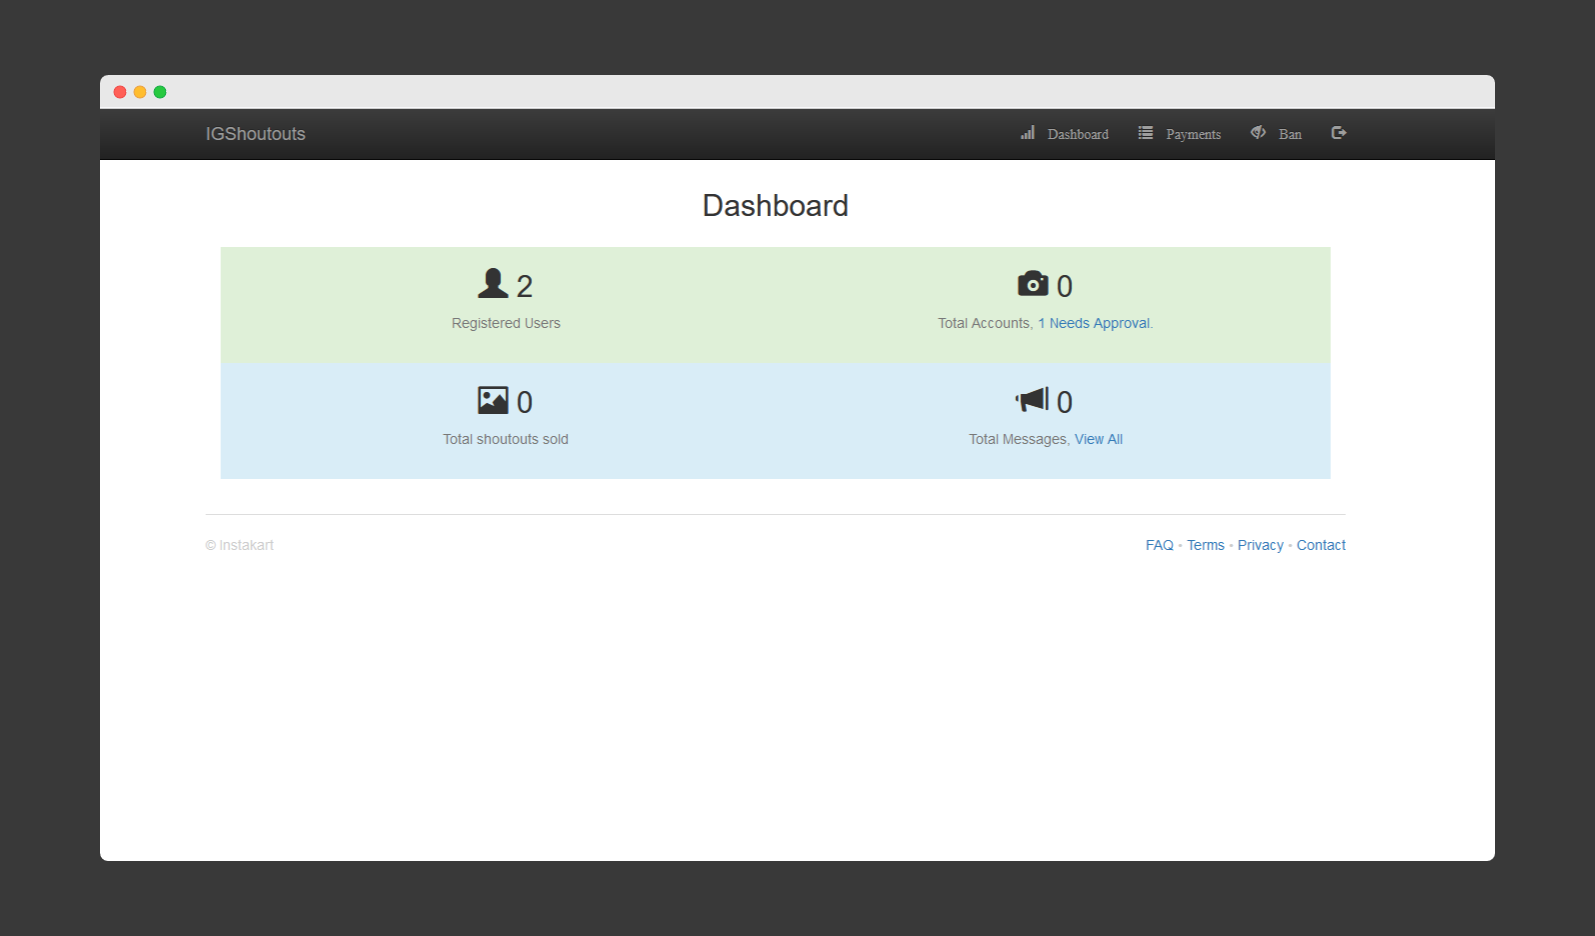 IGShoutouts Dashboard Payments Ban
Dashboard
2 0
Registered Users Total Accounts, 1 Needs Approval.
0 0
Total shoutouts sold Total Messages, View All
© Instakart FAQ • Terms • Privacy • Contact